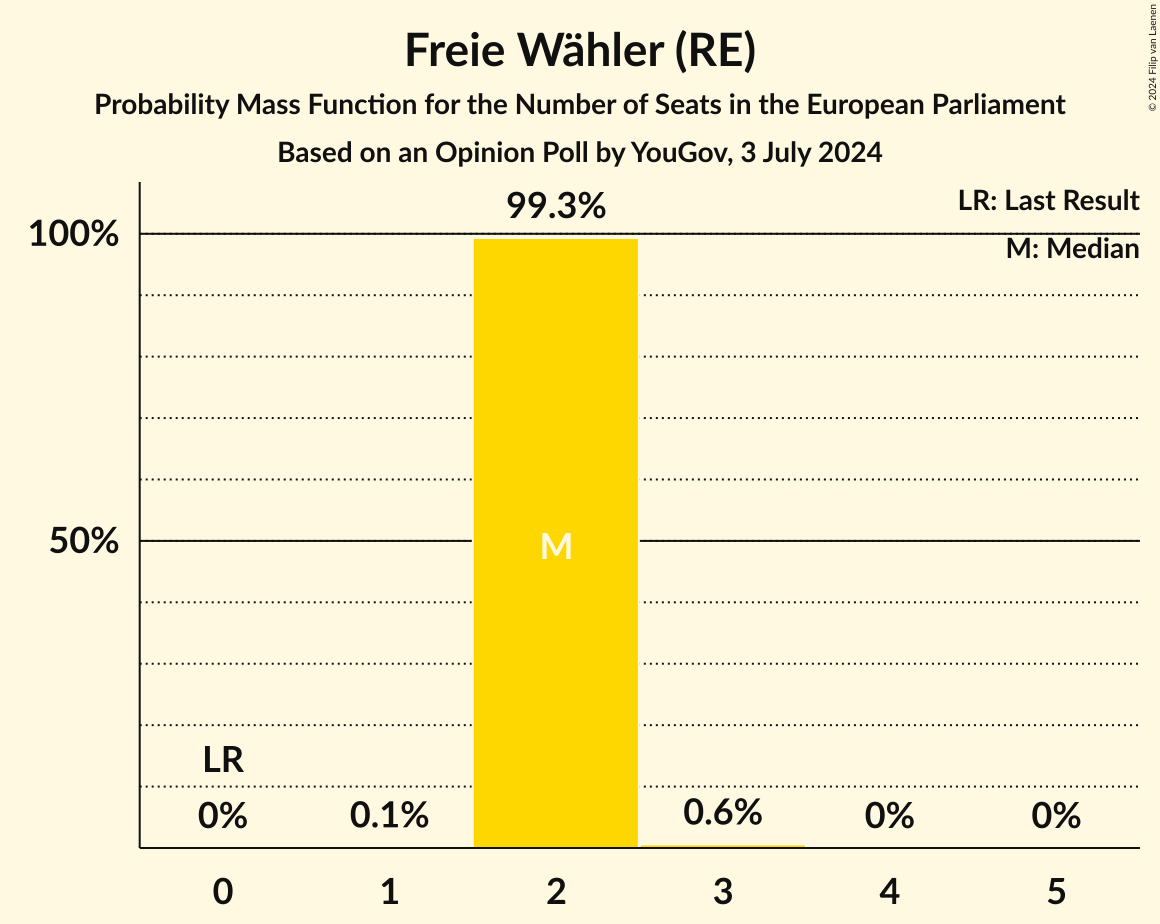 Freie Wähler (RE)
Probability Mass Function for the Number of Seats in the European Parliament
Based on an Opinion Poll by YouGov, 3 July 2024
© 2024 Filip van Laenen
LR: Last Result
M: Median
99.3%
100%
50%
M
LR
0%
0.1%
0.6%
0%
0%
0 1 2 3 4 5